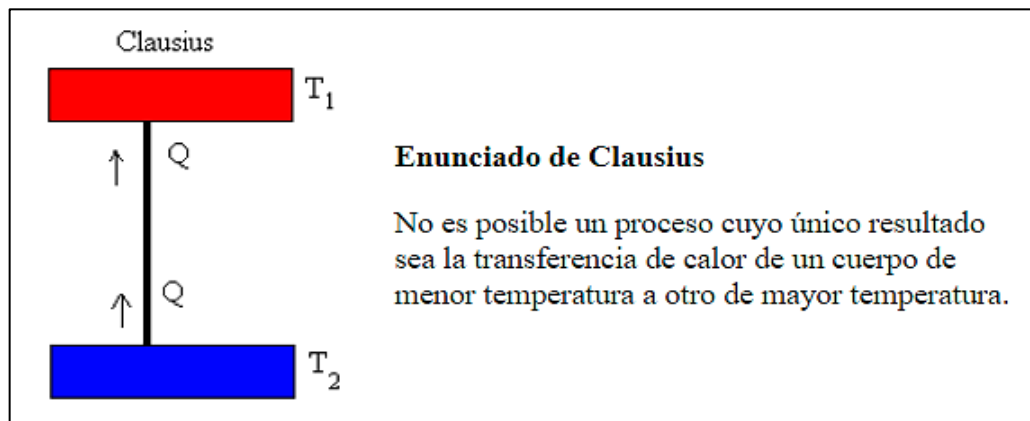 Clausius
T₁
Q
Q
T₂
Enunciado de Clausius
No es posible un proceso cuyo único resultado
sea la transferencia de calor de un cuerpo de
menor temperatura a otro de mayor temperatura.